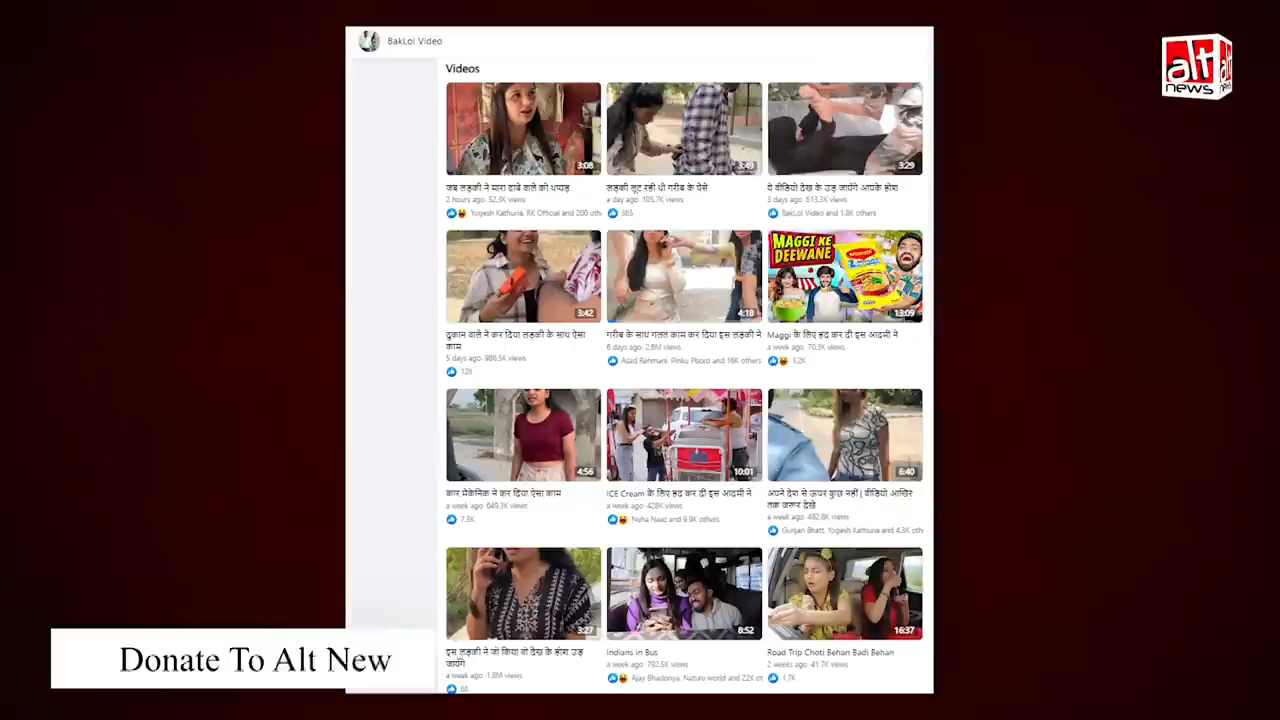 BakLol Video
alt
news
Videos
3:08
3:49
3:29
जब लड़की ने मारा ढाबे वाले को थप्पड़
लड़की लूट रही थी गरीब के पैसे
ये वीडियो देख के उड़ जायेंगे आपके होश
2 hours ago· 52.3K views
a day ago· 105.7K views
3 days ago· 613.3K views
Yogesh Kathuria, RK Official and 200 oth
365
BakLol Video and 1.8K others
MAGGI KE
DEEWANE
Maggi
3:42
4:18
13:09
दुकान वाले ने कर दिया लड़की के साथ ऐसा
काम
गरीब के साथ गलत काम कर दिया इस लड़की ने
Maggi के लिए हद कर दी इस आदमी ने
5 days ago· 986.5K views
6 days ago· 2.6M views
a week ago· 70.3K views
12K
Asad Rehmani, Pinku Pboro and 16K others
1.2K
4:56
10:01
6:40
कार मैकेनिक ने कर दिया ऐसा काम
ICE Cream के लिए हद कर दी इस आदमी ने
अपने देश से ऊपर कुछ नहीं | वीडियो आखिर
तक जरूर देखे
a week ago· 649.3K views
a week ago· 428K views
a week ago· 482.8K views
7.3K
Neha Naaz and 9.9K others
Gunjan Bhatt, Yogesh Kathuria and 4.3K oth
3:27
8:52
16:37
इस लड़की ने जो किया वो देख के होश उड़
जायेंगे
Indians in Bus
Road Trip Choti Behan Badi Behan
a week ago· 1.8M views
a week ago· 792.5K views
2 weeks ago· 41.7K views
Ajay Bhadoriya, Nature world and 22K ot
1.7K
Donate To Alt New